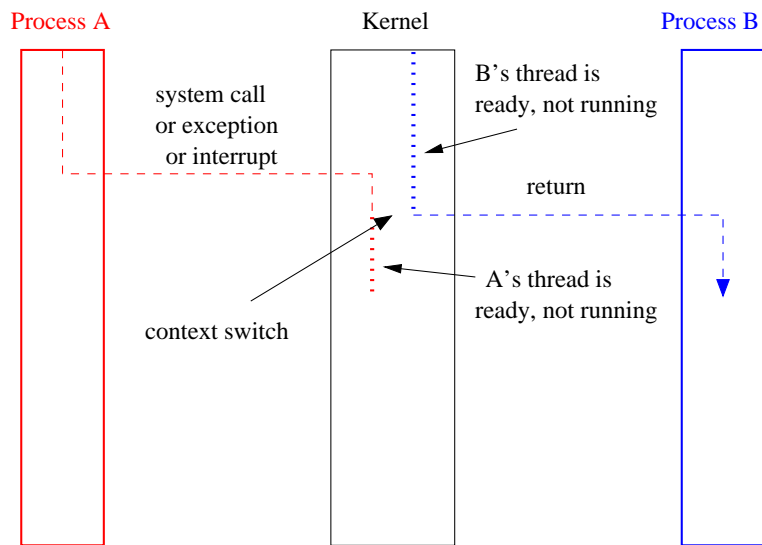 Process A
Kernel
Process B
system call
or exception
or interrupt
B's thread is
ready, not running
return
A's thread is
ready, not running
context switch